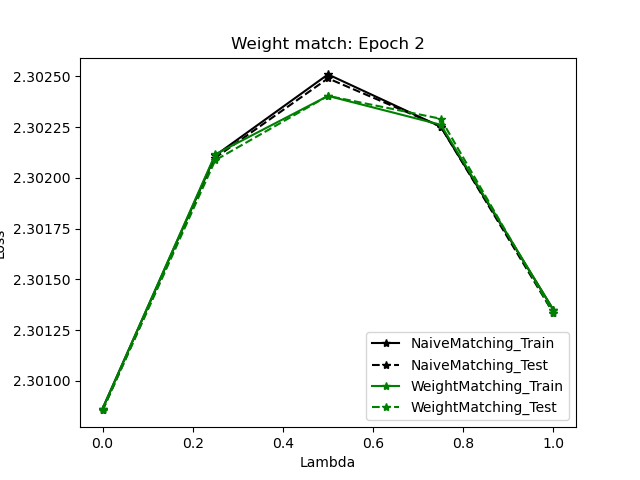 Weight match: Epoch 2
2.30250
2.30225
2.30200
2.30175
2.30150
2.30125
2.30100
Loss
0.0 0.2 0.4 0.6 0.8 1.0
Lambda
NaiveMatching_Train
NaiveMatching_Test
WeightMatching_Train
WeightMatching_Test